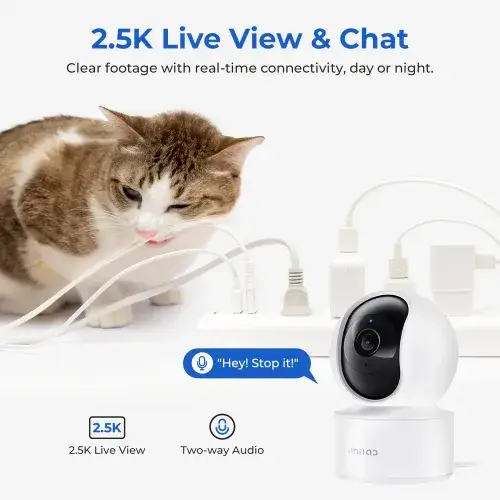 2.5K Live View & Chat
Clear footage with real-time connectivity, day or night.
"Hey! Stop it!"
2.5K
2.5K Live View
Two-way Audio